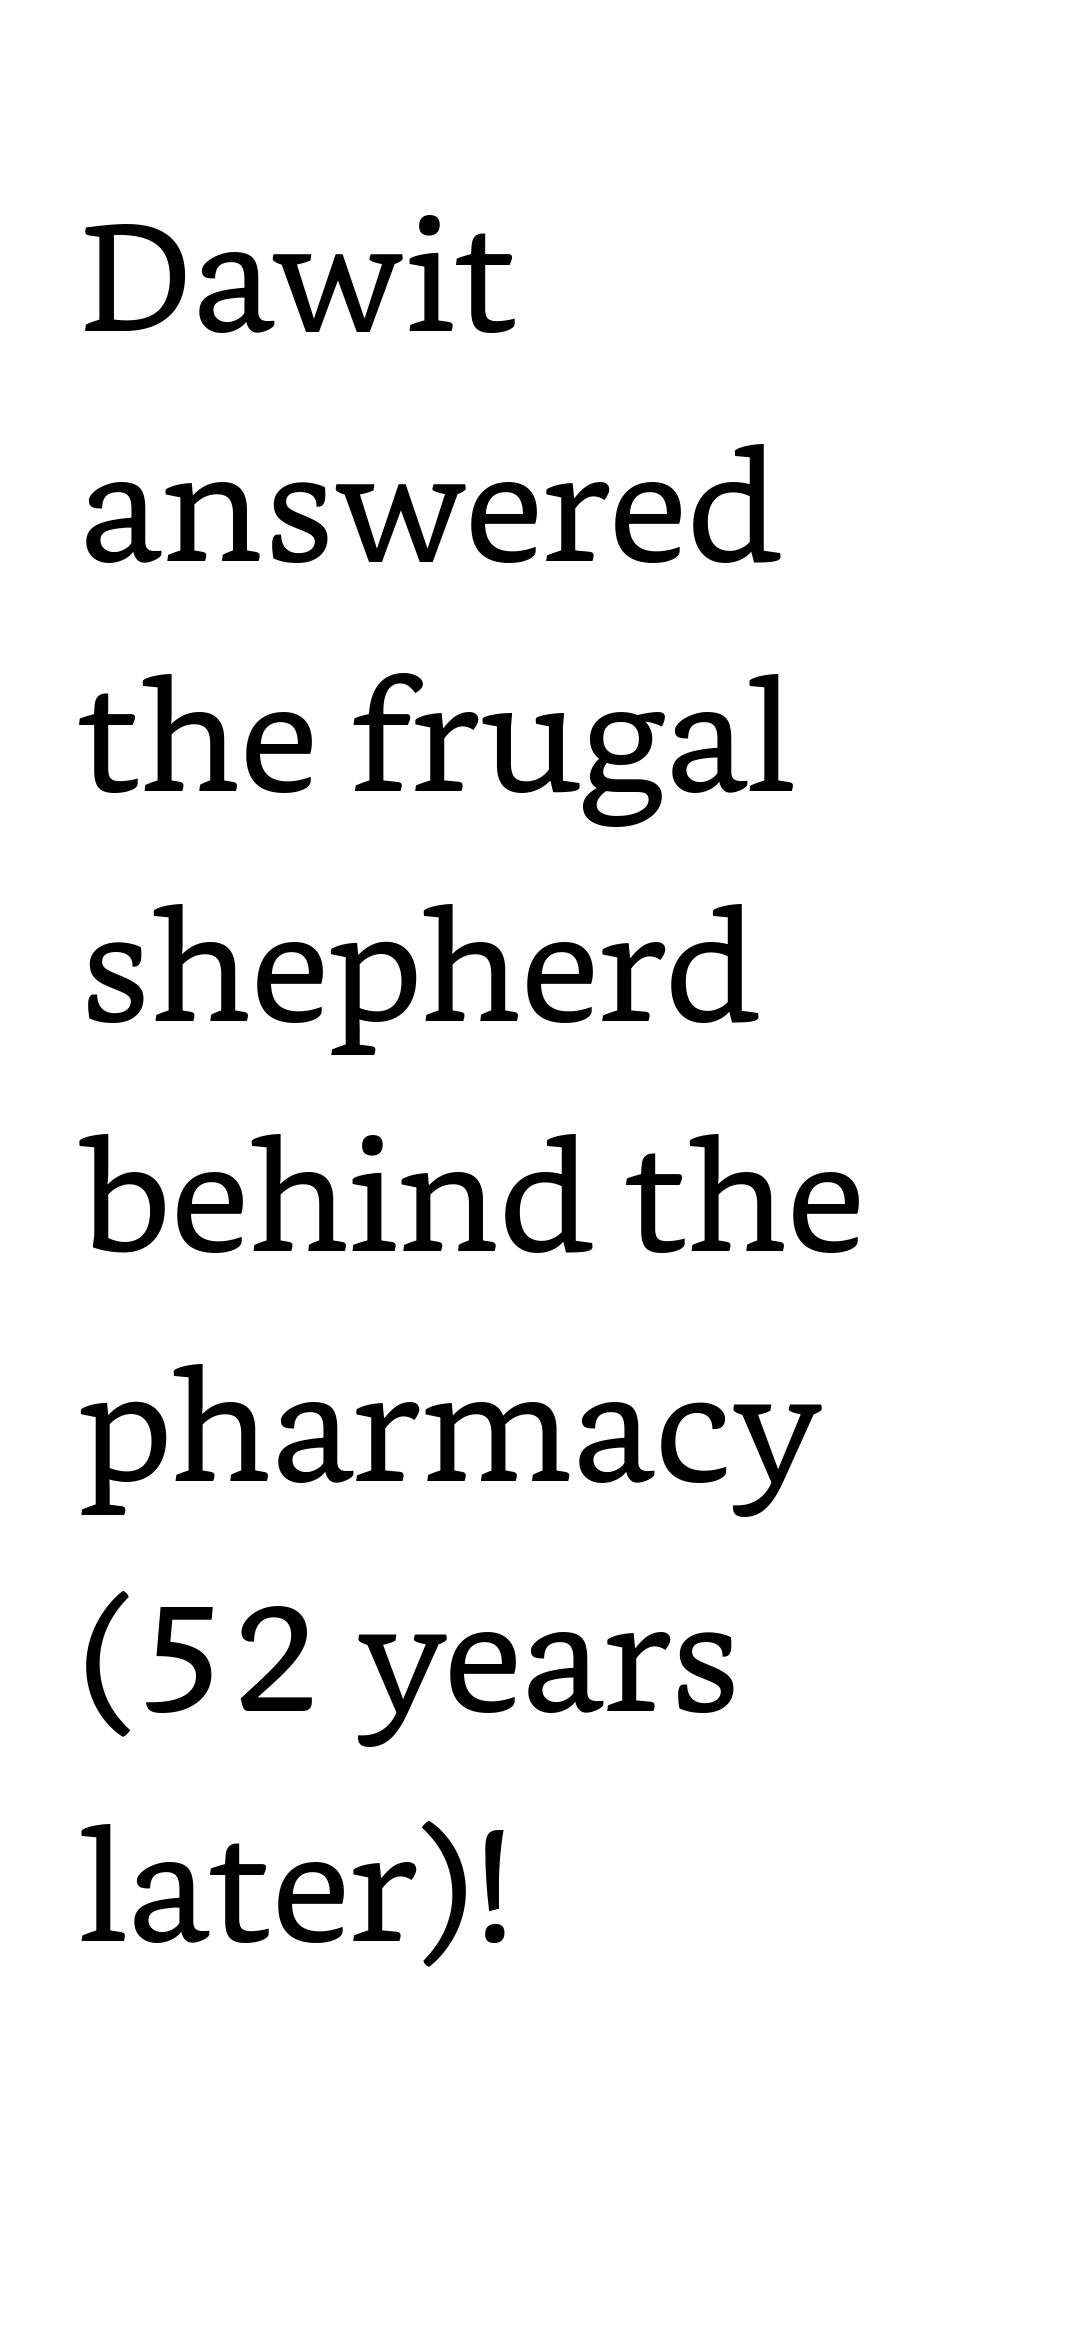 Dawit
answered
the frugal
shepherd
behind the
pharmacy
(52 years
later)!